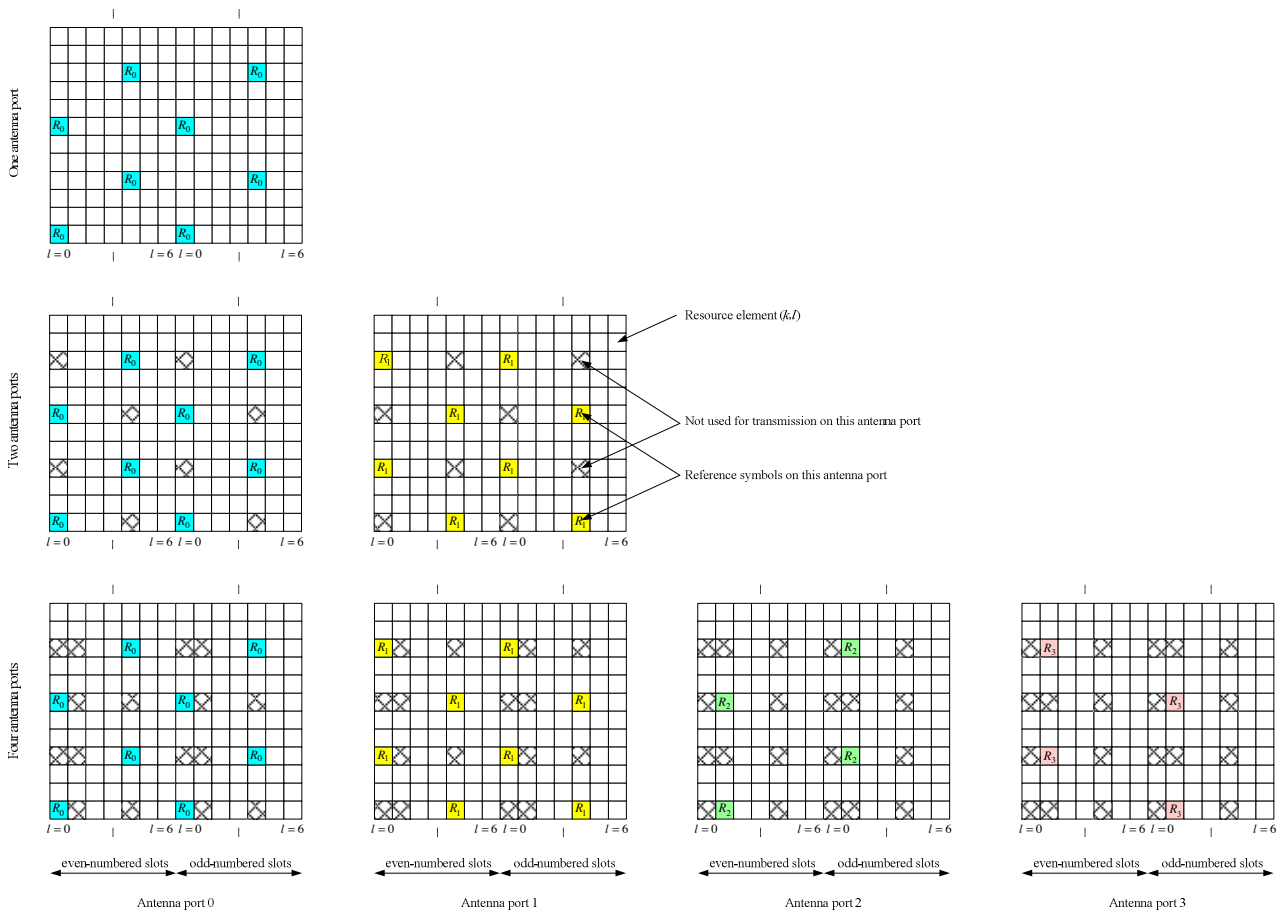 One antenna port
R0 R0
R0 R0
R0 R0
R0 R0
l = 0 l = 6 l = 0 l = 6
Two antenna ports
R0 R0
R0 R0
R0 R0
R0 R0
l = 0 l = 6 l = 0 l = 6
R1 R1
R1 R1
R1 R1
R1 R1
l = 0 l = 6 l = 0 l = 6
Resource element (k,l)
Not used for transmission on this antenna port
Reference symbols on this antenna port
Four antenna ports
R0 R0
R0 R0
R0 R0
R0 R0
l = 0 l = 6 l = 0 l = 6
even-numbered slots odd-numbered slots
Antenna port 0
R1 R1
R1 R1
R1 R1
R1 R1
l = 0 l = 6 l = 0 l = 6
even-numbered slots odd-numbered slots
Antenna port 1
R2
R2
R2
R2
l = 0 l = 6 l = 0 l = 6
even-numbered slots odd-numbered slots
Antenna port 2
R3
R3
R3
R3
l = 0 l = 6 l = 0 l = 6
even-numbered slots odd-numbered slots
Antenna port 3